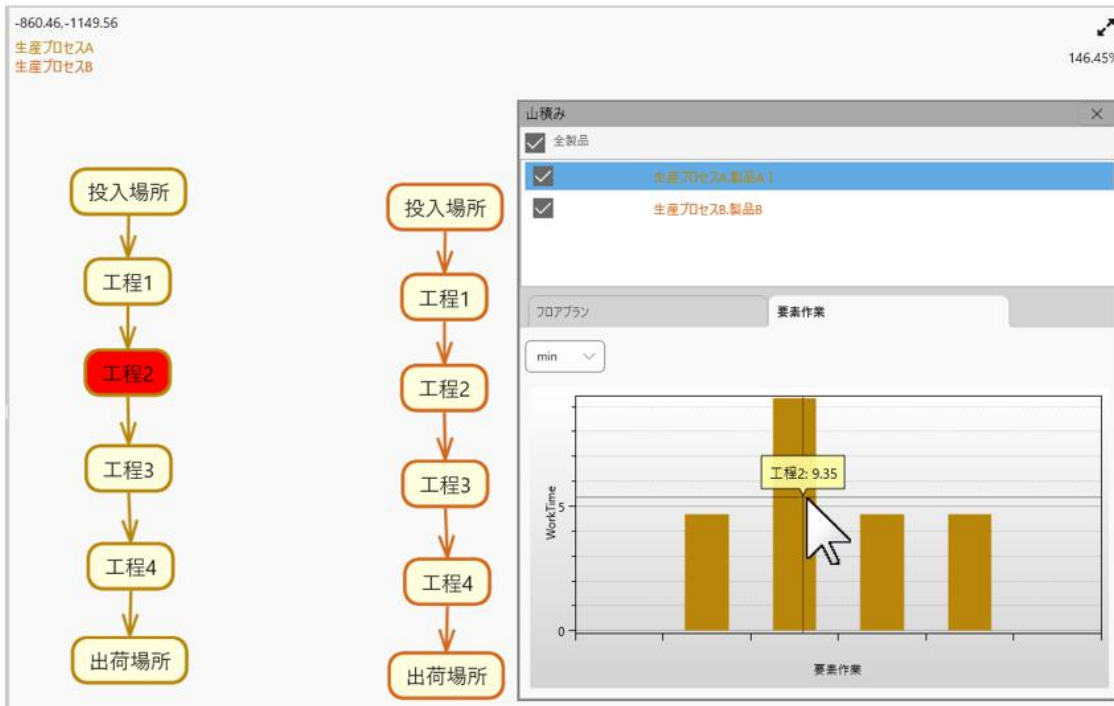 -860.46,-1149.56
生産プロセスA
生産プロセスB
146.45%
投入場所
工程1
工程2
工程3
工程4
出荷場所
投入場所
工程1
工程2
工程3
工程4
出荷場所
山積み
全製品
生産プロセスA.製品A 1
生産プロセスB.製品B
フロアプラン
要素作業
min
工程2: 9.35
WorkTime
5
0
要素作業